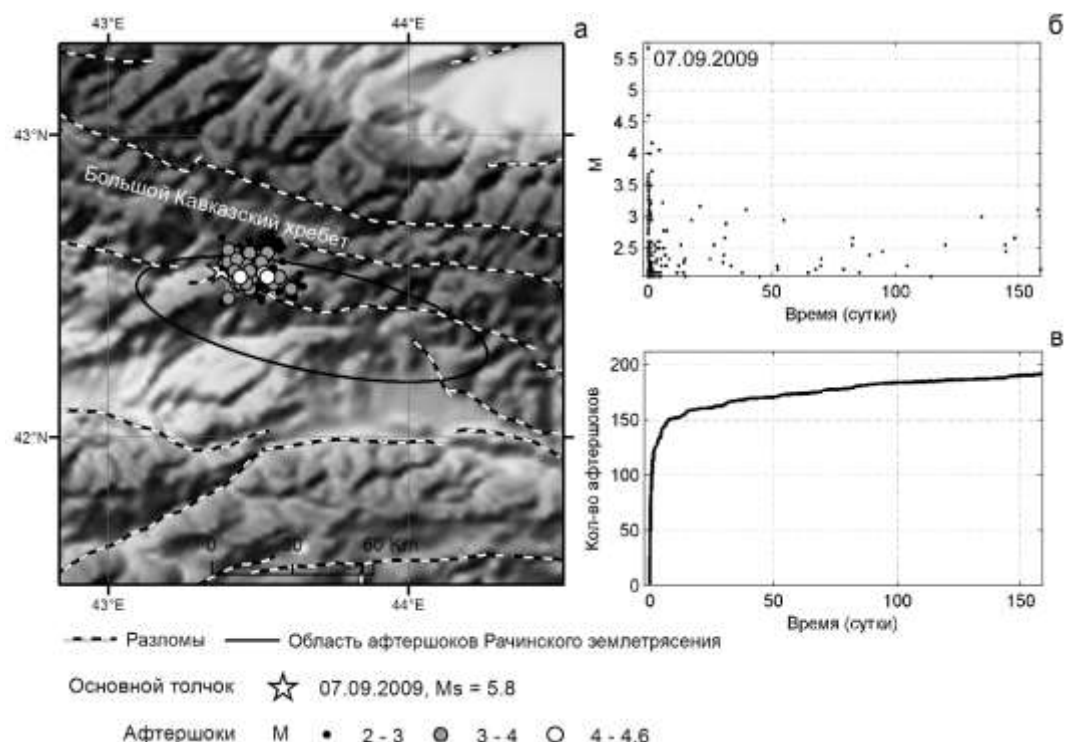 43°E
44°E
а
43°N
42°N
Большой Кавказский хребет
0 30 60 Km
43°E
44°E
б
07.09.2009
5.5
5
4.5
4
3.5
3
2.5
М
0 50 100 150
Время (сутки)
в
200
150
100
50
0
Кол-во афтершоков
0 50 100 150
Время (сутки)
Разломы Область афтершоков Рачинского землетрясения
Основной толчок 07.09.2009, Ms = 5.8
Афтершоки М 2 - 3 3 - 4 4 - 4.6